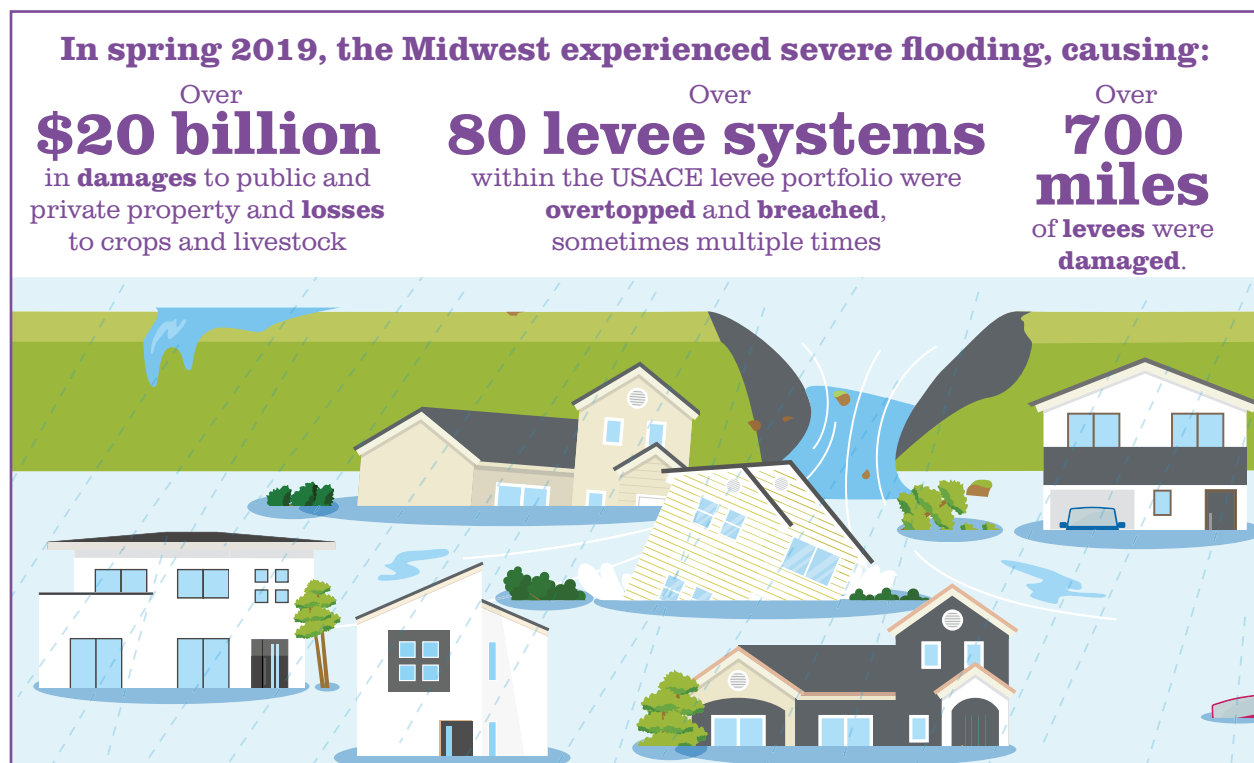 In spring 2019, the Midwest experienced severe flooding, causing:
Over
$20 billion
in damages to public and
private property and losses
to crops and livestock
Over
80 levee systems
within the USACE levee portfolio were
overtopped and breached,
sometimes multiple times
Over
700
miles
of levees were
damaged.